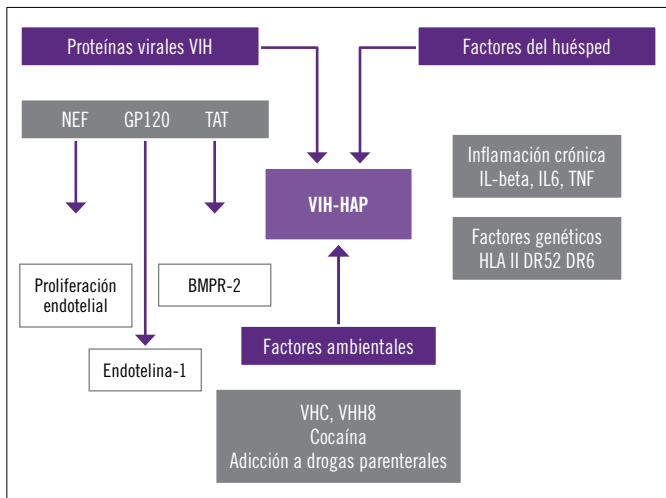 Proteínas virales VIH
Factores del huésped
NEF GP120 TAT
Inflamación crónica
IL-beta, IL6, TNF
VIH-HAP
Factores genéticos
HLA II DR52 DR6
Proliferación
endotelial
BMPR-2
Endotelina-1
Factores ambientales
VHC, VHH8
Cocaína
Adicción a drogas parenterales